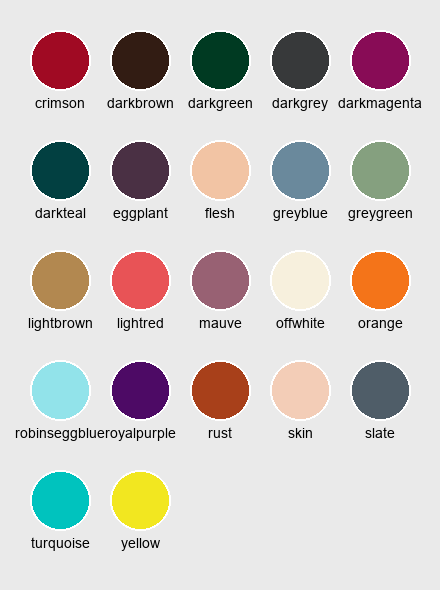 crimson darkbrown darkgreen darkgrey darkmagenta
darkteal eggplant flesh greyblue greygreen
lightbrown lightred mauve offwhite orange
robinseggblue royalpurple rust skin slate
turquoise yellow